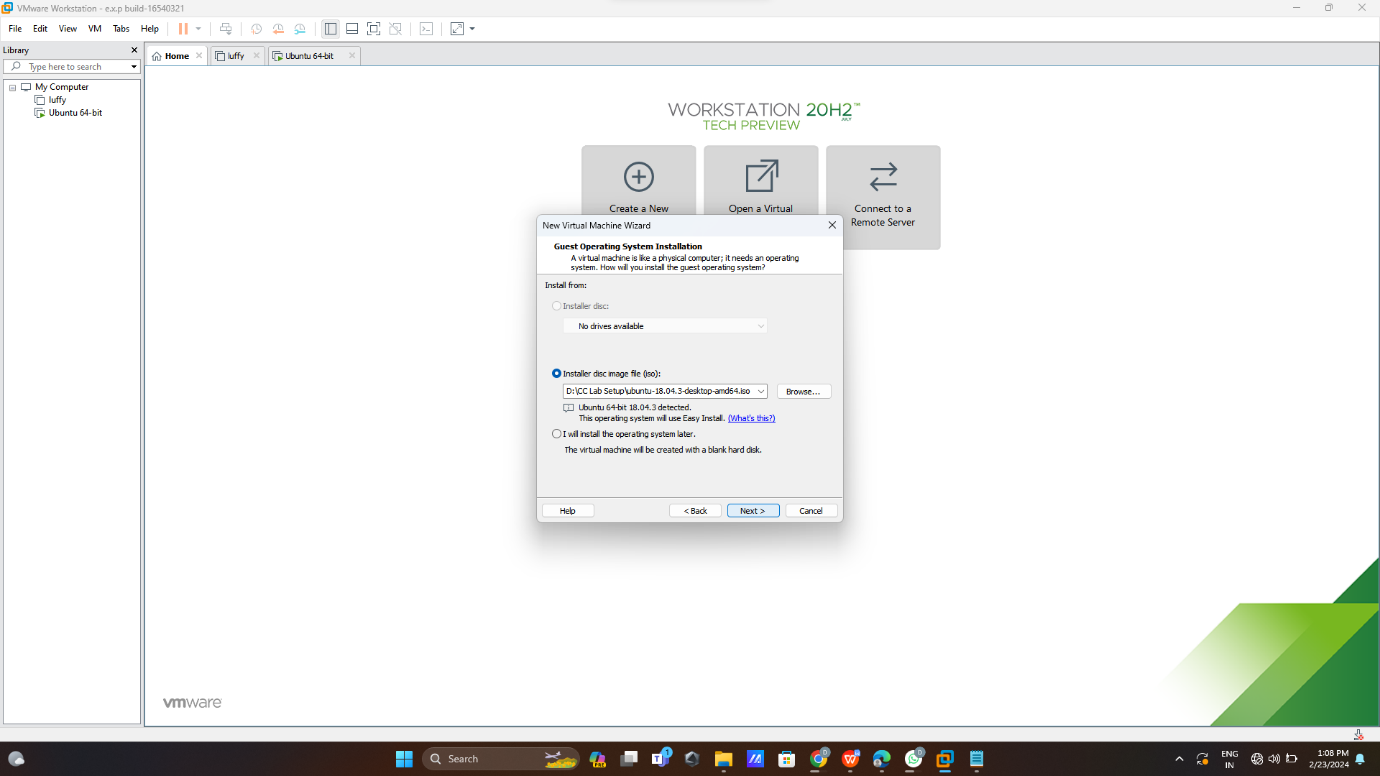 VMware Workstation - e.x.p build-16540321
File Edit View VM Tabs Help
Library
Type here to search
My Computer
luffy
Ubuntu 64-bit
Home luffy Ubuntu 64-bit
WORKSTATION 20H2™
JULY
TECH PREVIEW
Create a New
Open a Virtual
Connect to a
Remote Server
New Virtual Machine Wizard
Guest Operating System Installation
A virtual machine is like a physical computer; it needs an operating
system. How will you install the guest operating system?
Install from:
Installer disc:
No drives available
Installer disc image file (iso):
D:\CC Lab Setup\ubuntu-18.04.3-desktop-amd64.iso
Browse...
Ubuntu 64-bit 18.04.3 detected.
This operating system will use Easy Install. (What's this?)
I will install the operating system later.
The virtual machine will be created with a blank hard disk.
Help < Back Next > Cancel
vmware
Search
1
0
0
ENG
IN
1:08 PM
2/23/2024